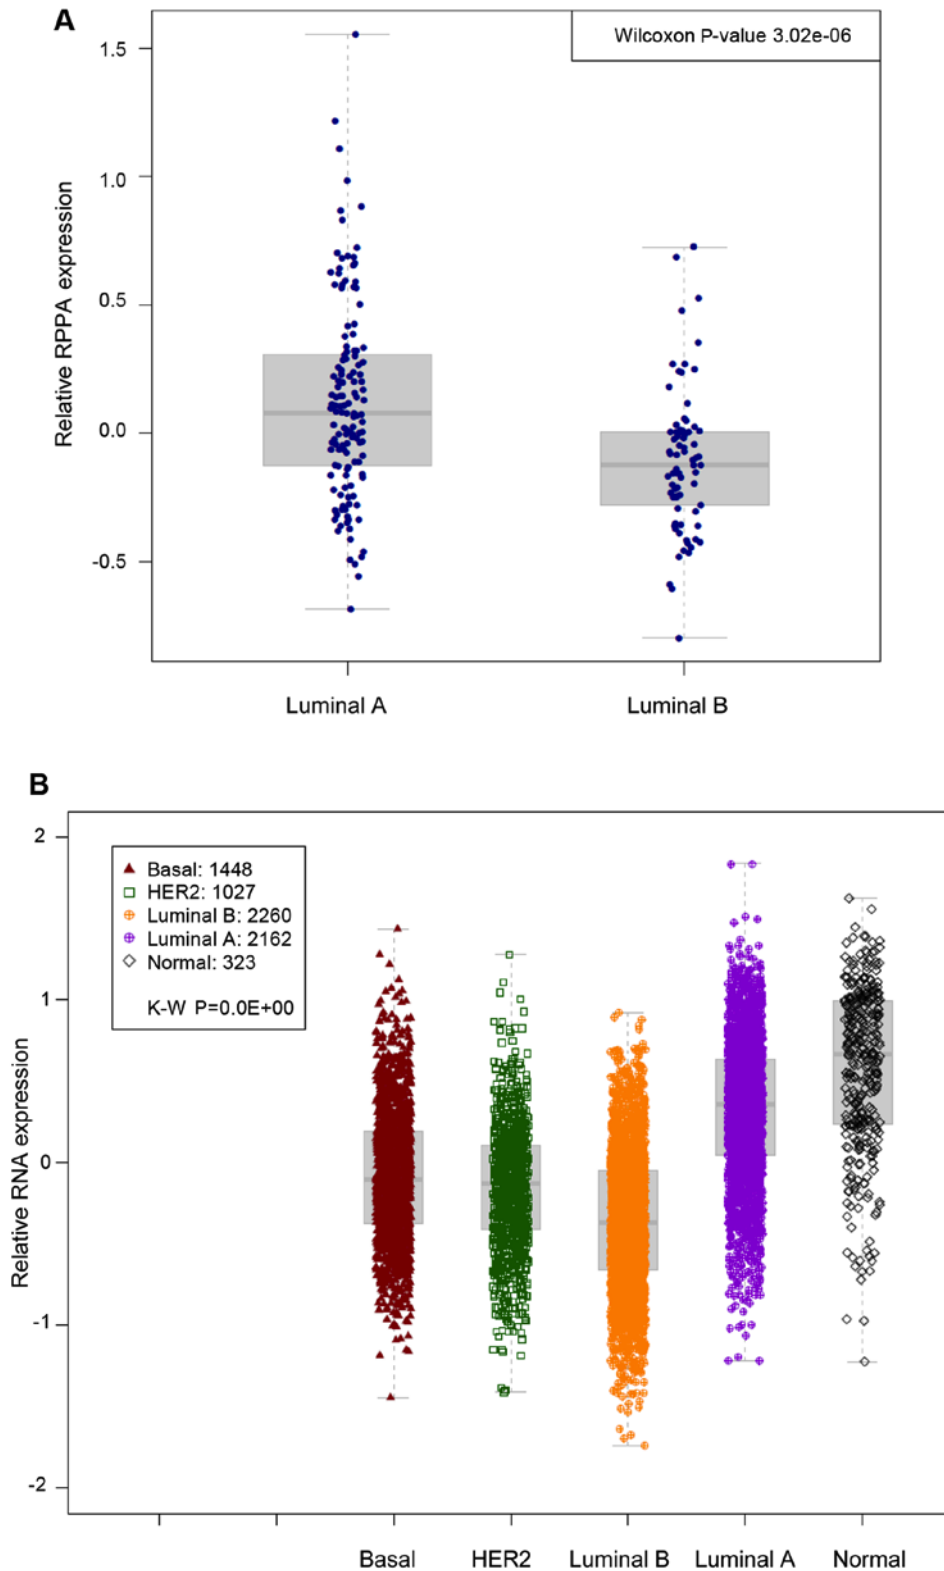 A
Wilcoxon P-value 3.02e-06
1.5
1.0
0.5
0.0
-0.5
Relative RPPA expression
Luminal A
Luminal B
B
2
1
0
-1
-2
Relative RNA expression
Basal: 1448
HER2: 1027
Luminal B: 2260
Luminal A: 2162
Normal: 323
K-W P=0.0E+00
Basal
HER2
Luminal B
Luminal A
Normal